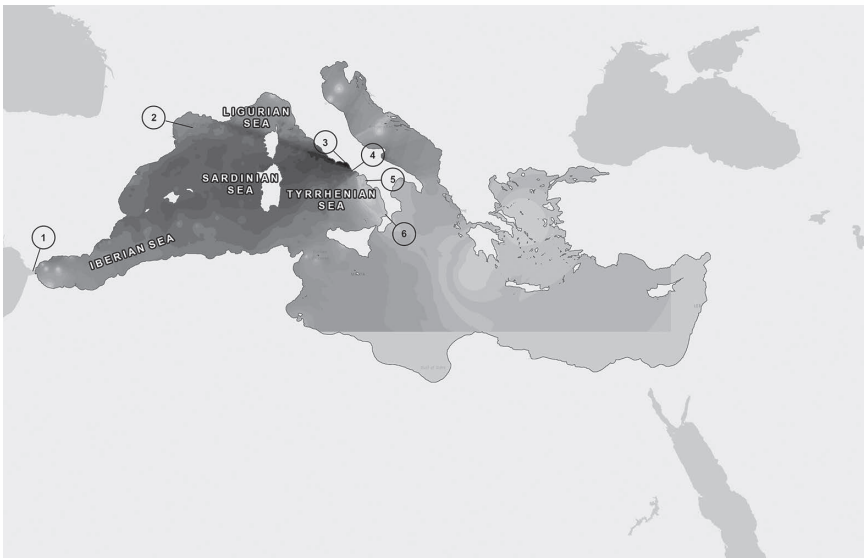 2
LIGURIAN
SEA
3
4
SARDINIAN
SEA
5
TYRRHENIAN
SEA
1
6
IBERIAN SEA